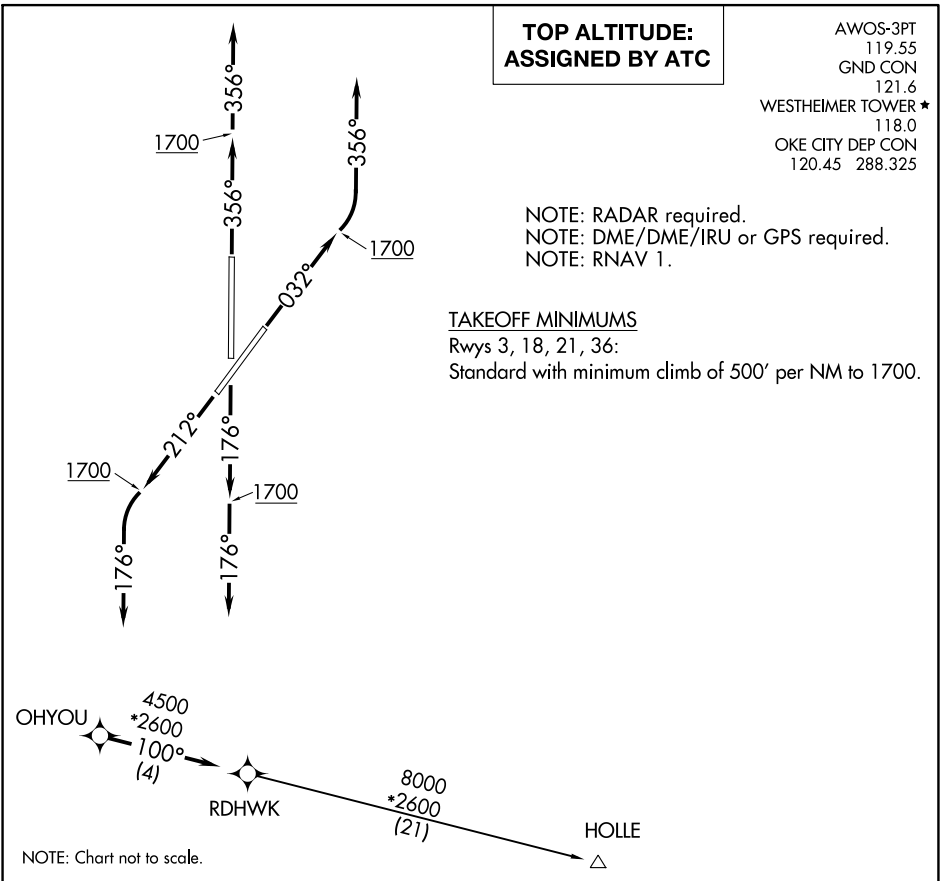 TOP ALTITUDE:
ASSIGNED BY ATC
AWOS-3PT
119.55
GND CON
121.6
WESTHEIMER TOWER ★
118.0
OKE CITY DEP CON
120.45 288.325
NOTE: RADAR required.
NOTE: DME/DME/IRU or GPS required.
NOTE: RNAV 1.
TAKEOFF MINIMUMS
Rwys 3, 18, 21, 36:
Standard with minimum climb of 500' per NM to 1700.
356°
1700
356°
356°
1700
032°
212°
1700
176°
176°
1700
176°
OHYOU
4500
*2600
100°
(4)
RDHWK
8000
*2600
(21)
HOLLE
NOTE: Chart not to scale.